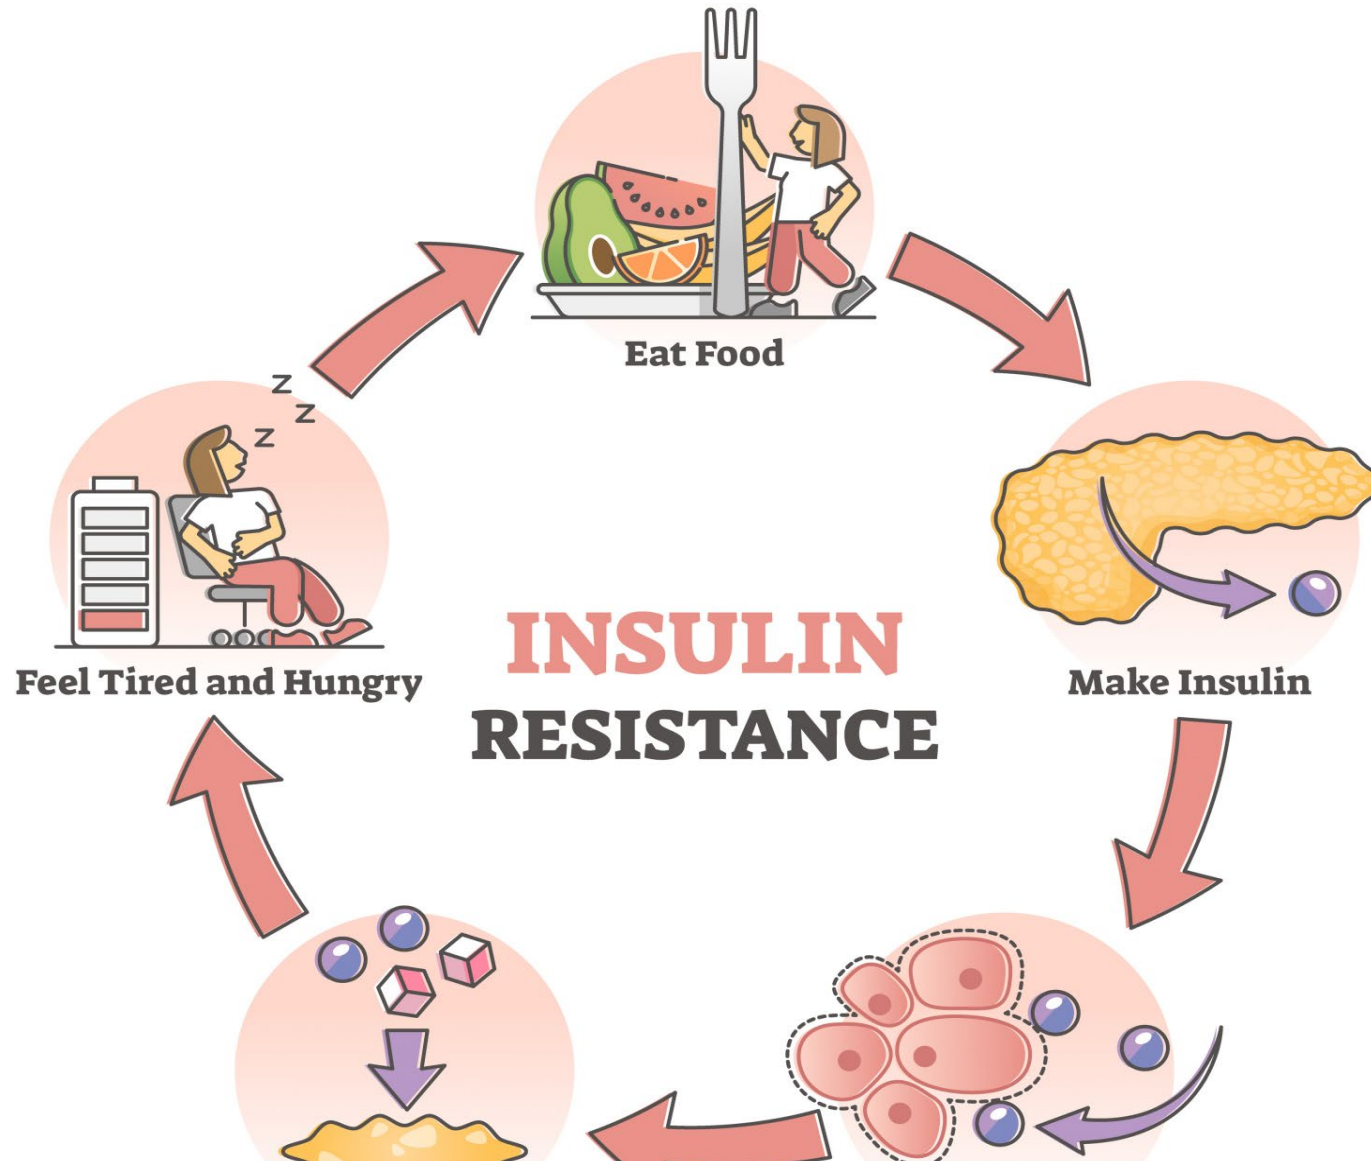 Eat Food
Z
Z
Z
Feel Tired and Hungry
Make Insulin
INSULIN
RESISTANCE